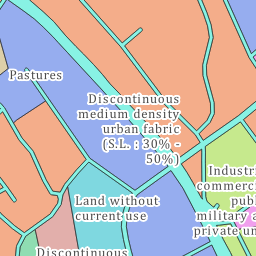 Pastures
Discontinuous
medium density
urban fabric
(S.L. : 30% -
50%)
Industri
commerci
publ
military a
private un
Land without
current use
Discontinuous